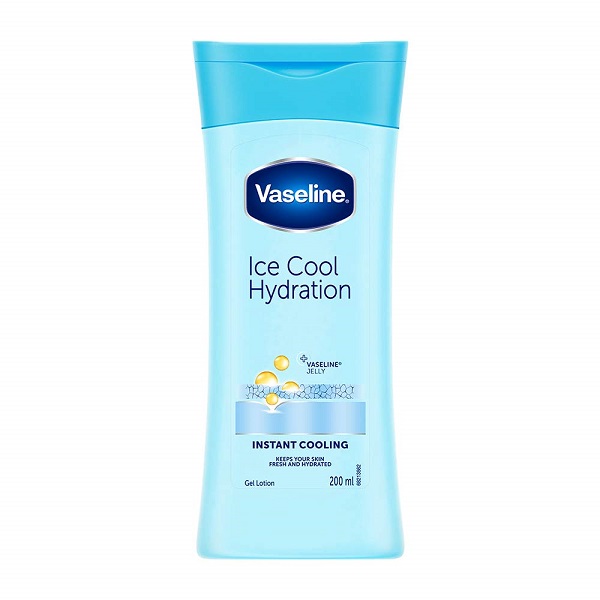 Vaseline®
Ice Cool
Hydration
VASELINE®
JELLY
INSTANT COOLING
KEEPS YOUR SKIN
FRESH AND HYDRATED
Gel Lotion
200 ml